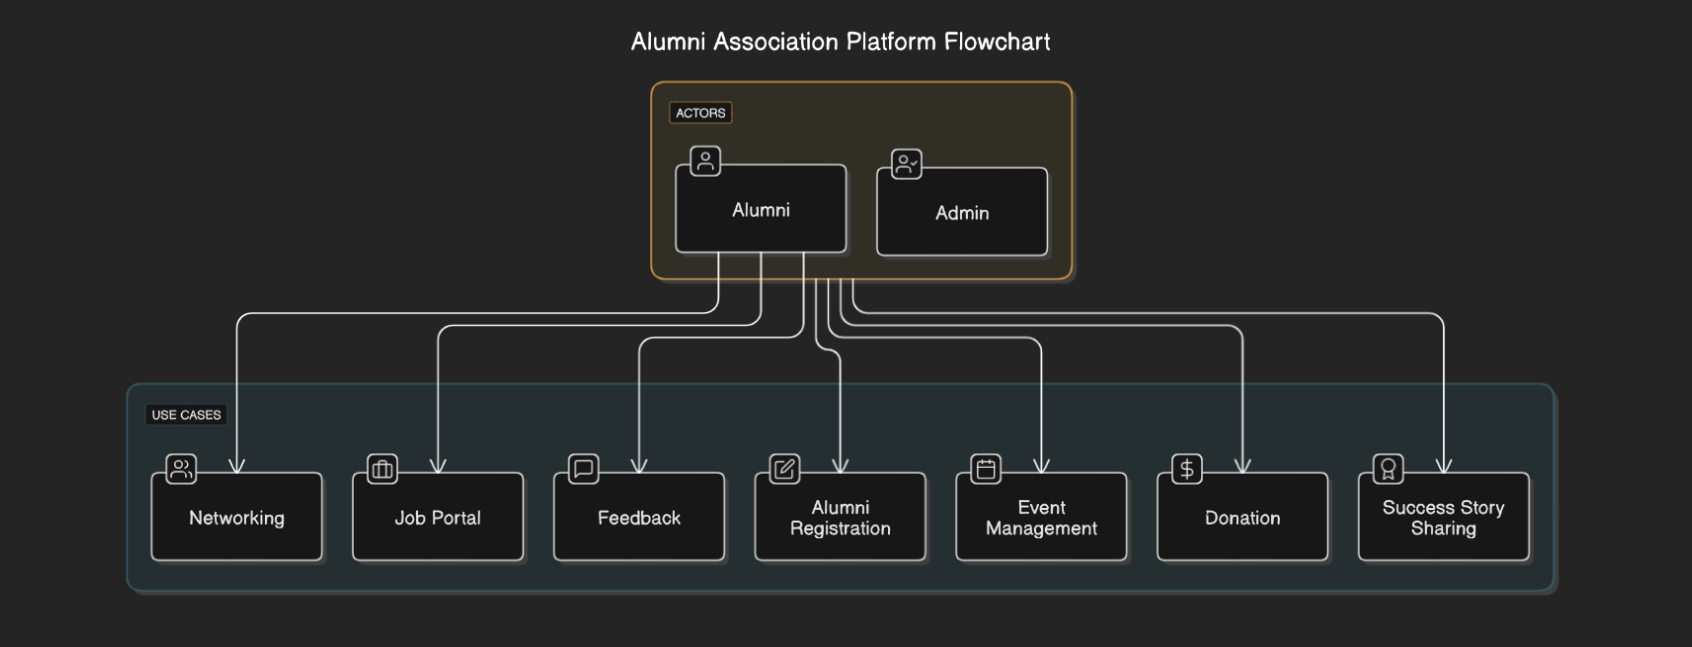 Alumni Association Platform Flowchart
ACTORS
Alumni
Admin
USE CASES
Networking
Job Portal
Feedback
Alumni
Registration
Event
Management
Donation
Success Story
Sharing